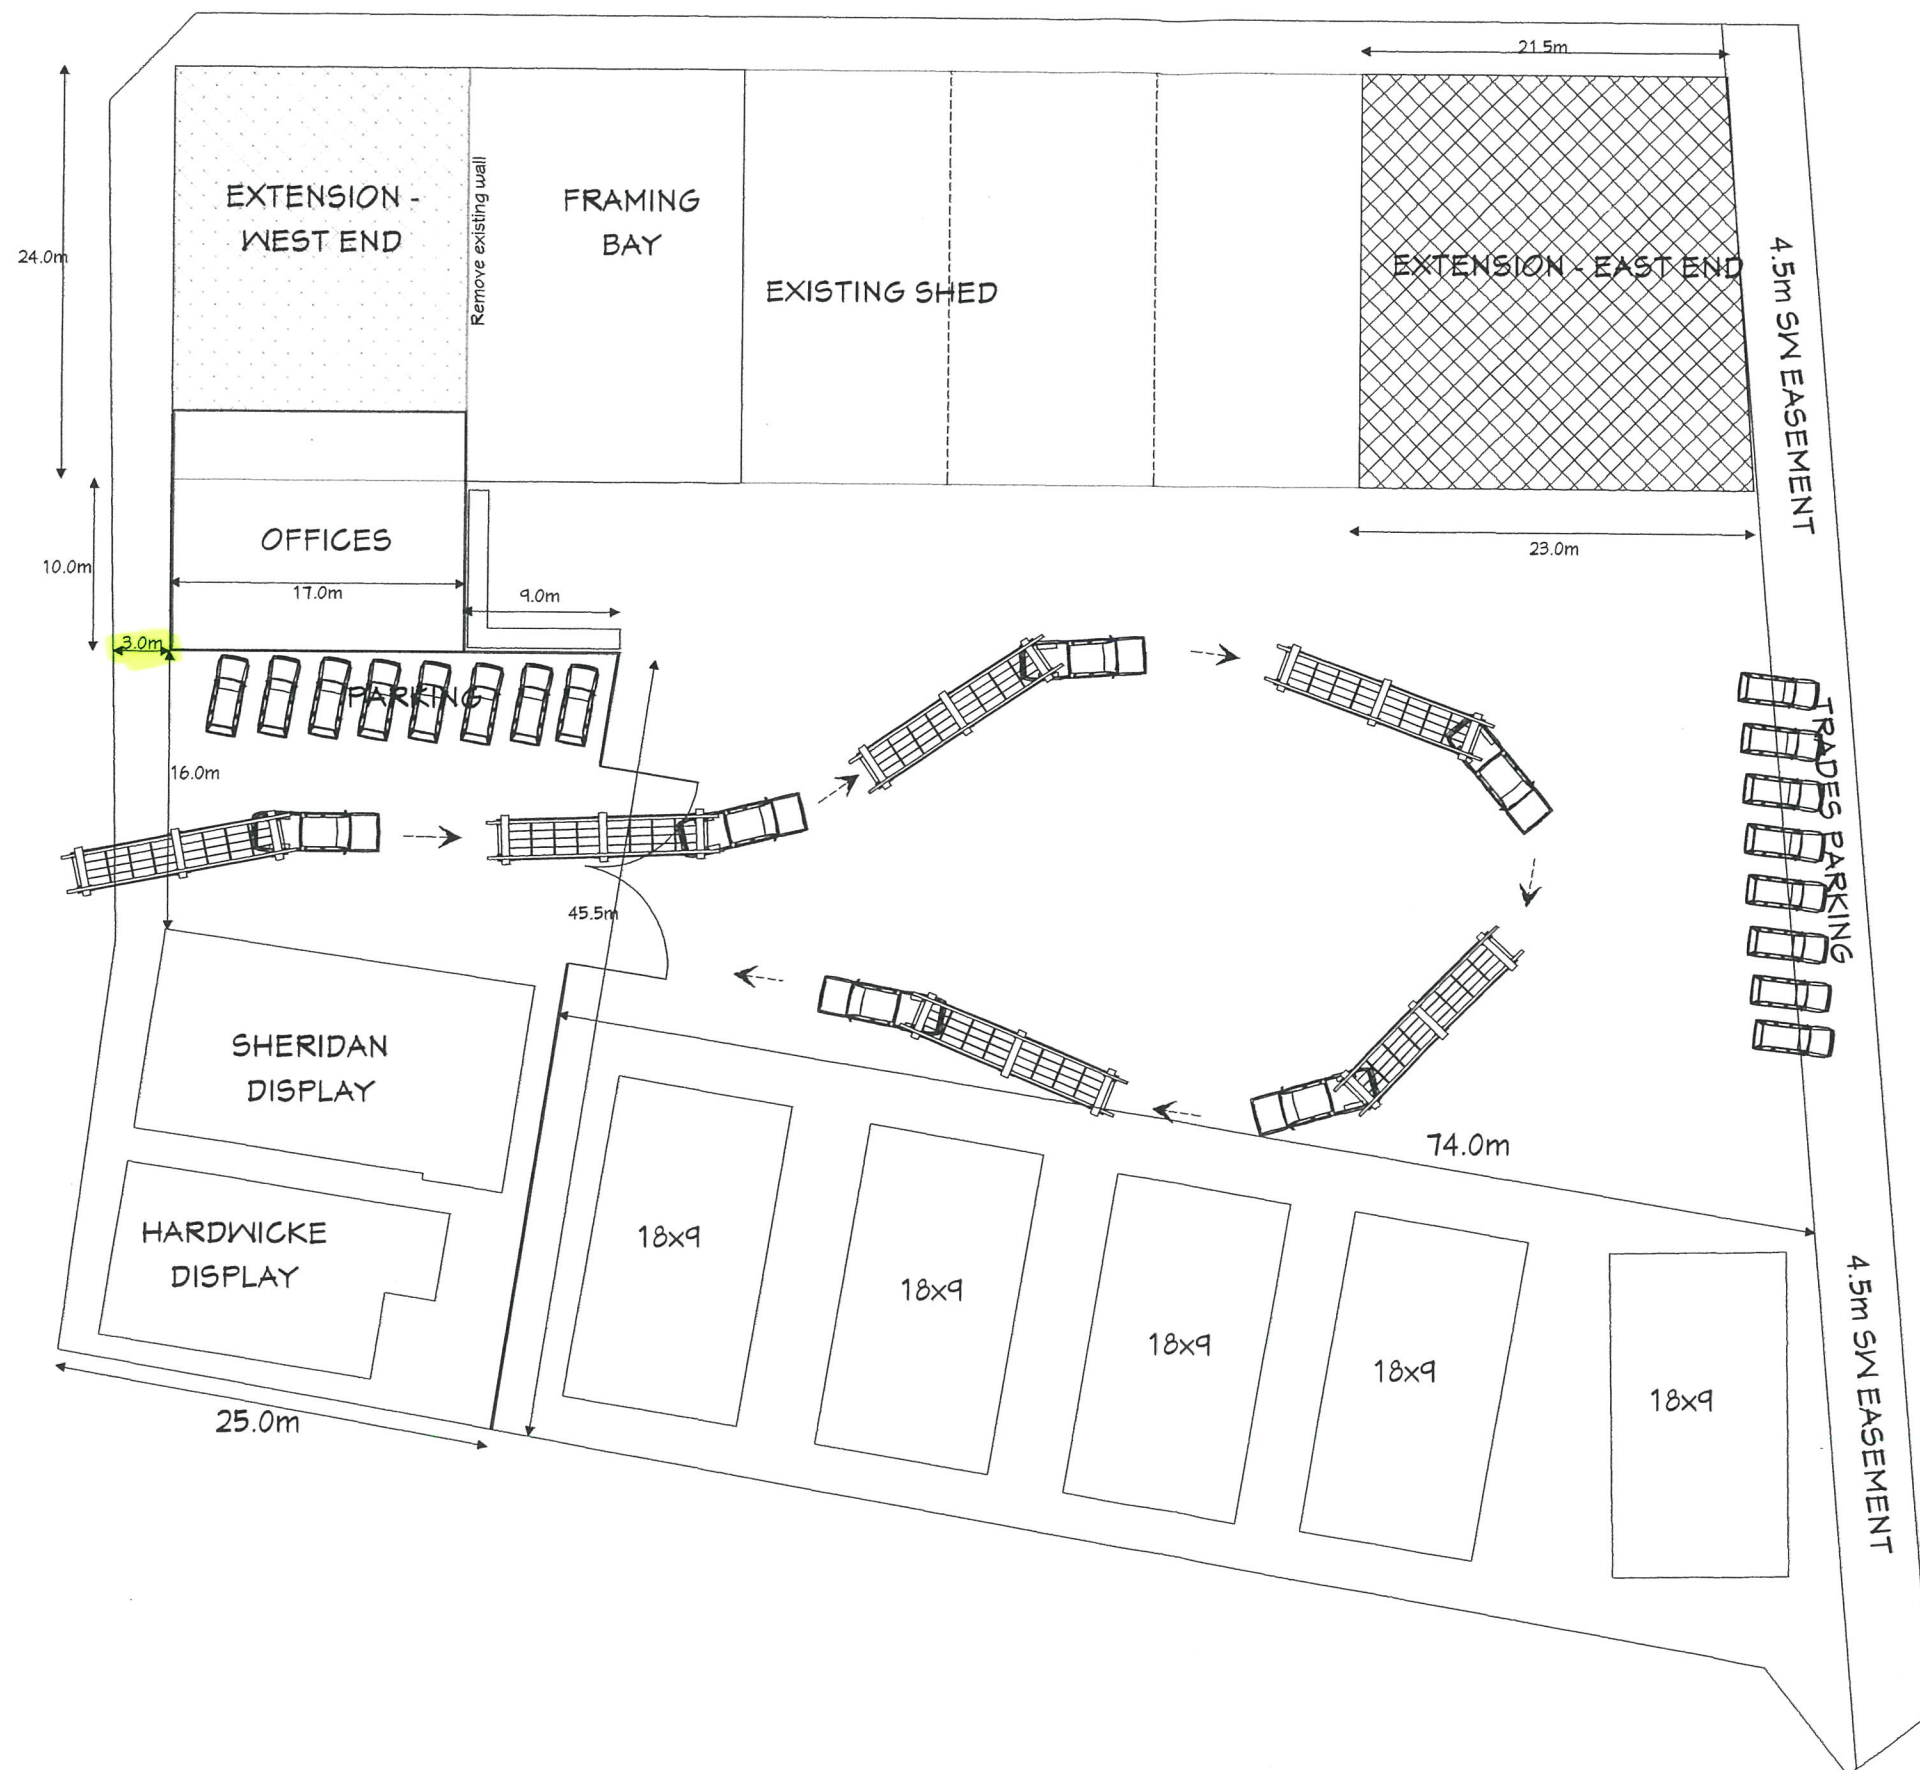 21.5m
EXTENSION -
WEST END
Remove existing wall
FRAMING
BAY
EXISTING SHED
EXTENSION - EAST END
4.5m SW EASEMENT
24.0m
OFFICES
10.0m
17.0m
9.0m
23.0m
3.0m
PARKING
TRADES PARKING
16.0m
45.5m
SHERIDAN
DISPLAY
74.0m
HARDWICKE
DISPLAY
18x9
18x9
18x9
18x9
18x9
4.5m SW EASEMENT
25.0m